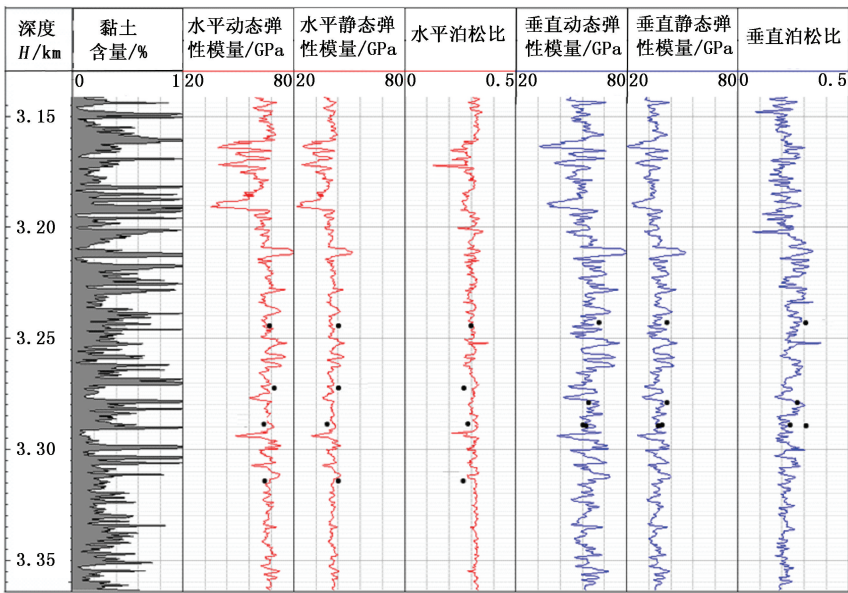 深度
H/km
黏土
含量/%
水平动态弹
性模量/GPa
水平静态弹
性模量/GPa
水平泊松比
垂直动态弹
性模量/GPa
垂直静态弹
性模量/GPa
垂直泊松比
0 1
20 80
20 80
0 0.5
20 80
20 80
0 0.5
3.15
3.20
3.25
3.30
3.35